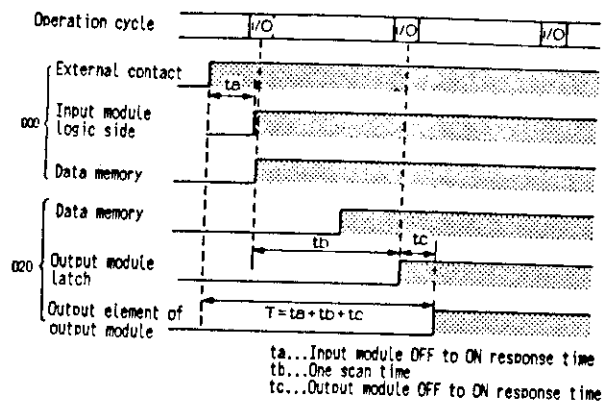 Operation cycle
I/O I/O I/O
External contact
ta
000
Input module
logic side
Data memory
Data memory
020
tb
tc
Output module
latch
T=ta+tb+tc
Output element of
output module
ta...Input module OFF to ON response time
tb...One scan time
tc...Output module OFF to ON response time